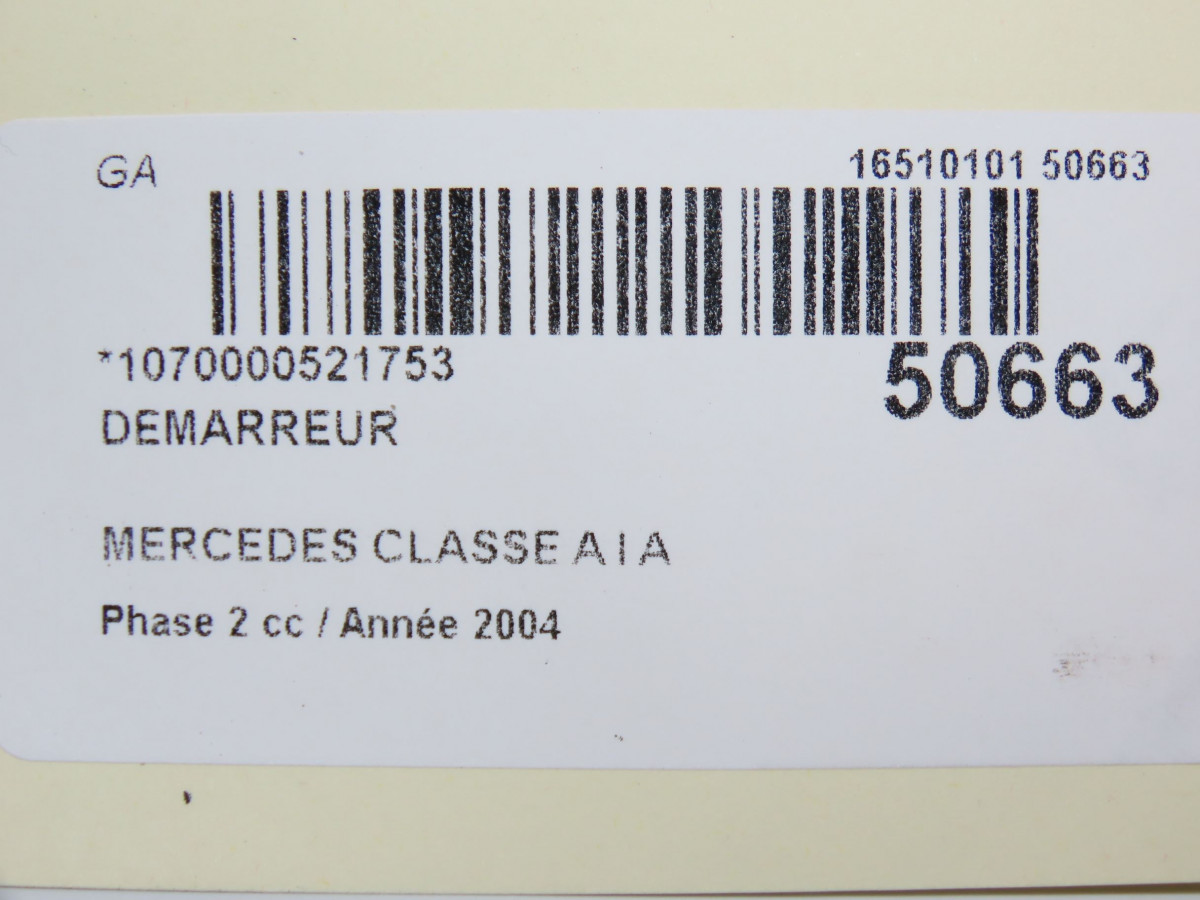 GA
16510101 50663
*1070000521753
50663
DEMARREUR
MERCEDES CLASSE A I A
Phase 2 cc / Année 2004